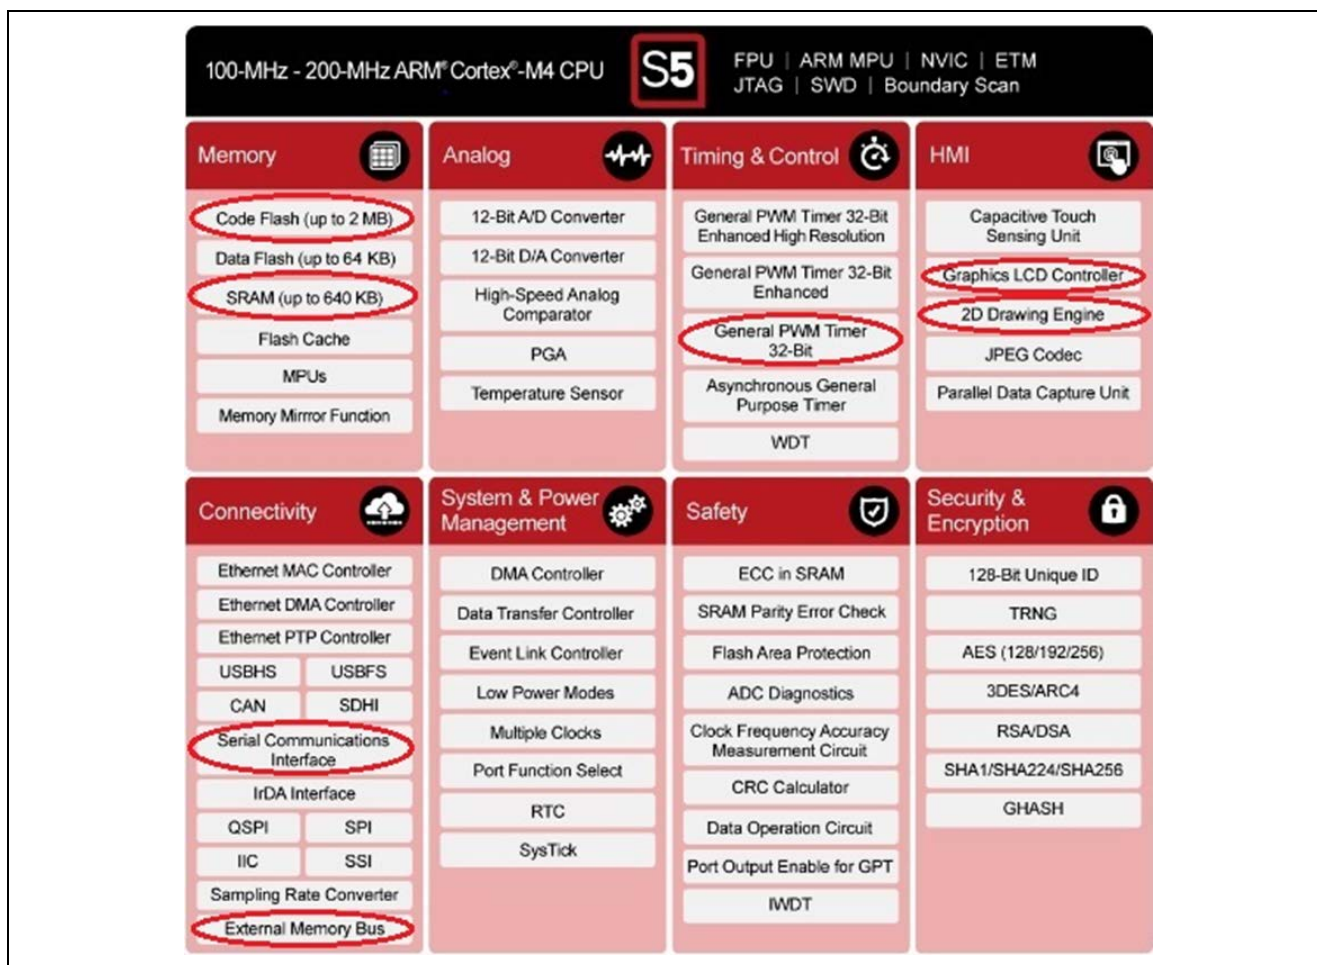 100-MHz - 200-MHz ARM® Cortex®-M4 CPU
S5
FPU | ARM MPU | NVIC | ETM
JTAG | SWD | Boundary Scan
Memory
Code Flash (up to 2 MB)
Data Flash (up to 64 KB)
SRAM (up to 640 KB)
Flash Cache
MPUs
Memory Mirrror Function
Analog
12-Bit A/D Converter
12-Bit D/A Converter
High-Speed Analog
Comparator
PGA
Temperature Sensor
Timing & Control
General PWM Timer 32-Bit
Enhanced High Resolution
General PWM Timer 32-Bit
Enhanced
General PWM Timer
32-Bit
Asynchronous General
Purpose Timer
WDT
HMI
Capacitive Touch
Sensing Unit
Graphics LCD Controller
2D Drawing Engine
JPEG Codec
Parallel Data Capture Unit
Connectivity
Ethernet MAC Controller
Ethernet DMA Controller
Ethernet PTP Controller
USBHS USBFS
CAN SDHI
Serial Communications
Interface
IrDA Interface
QSPI SPI
IIC SSI
Sampling Rate Converter
External Memory Bus
System & Power
Management
DMA Controller
Data Transfer Controller
Event Link Controller
Low Power Modes
Multiple Clocks
Port Function Select
RTC
SysTick
Safety
ECC in SRAM
SRAM Parity Error Check
Flash Area Protection
ADC Diagnostics
Clock Frequency Accuracy
Measurement Circuit
CRC Calculator
Data Operation Circuit
Port Output Enable for GPT
IWDT
Security &
Encryption
128-Bit Unique ID
TRNG
AES (128/192/256)
3DES/ARC4
RSA/DSA
SHA1/SHA224/SHA256
GHASH